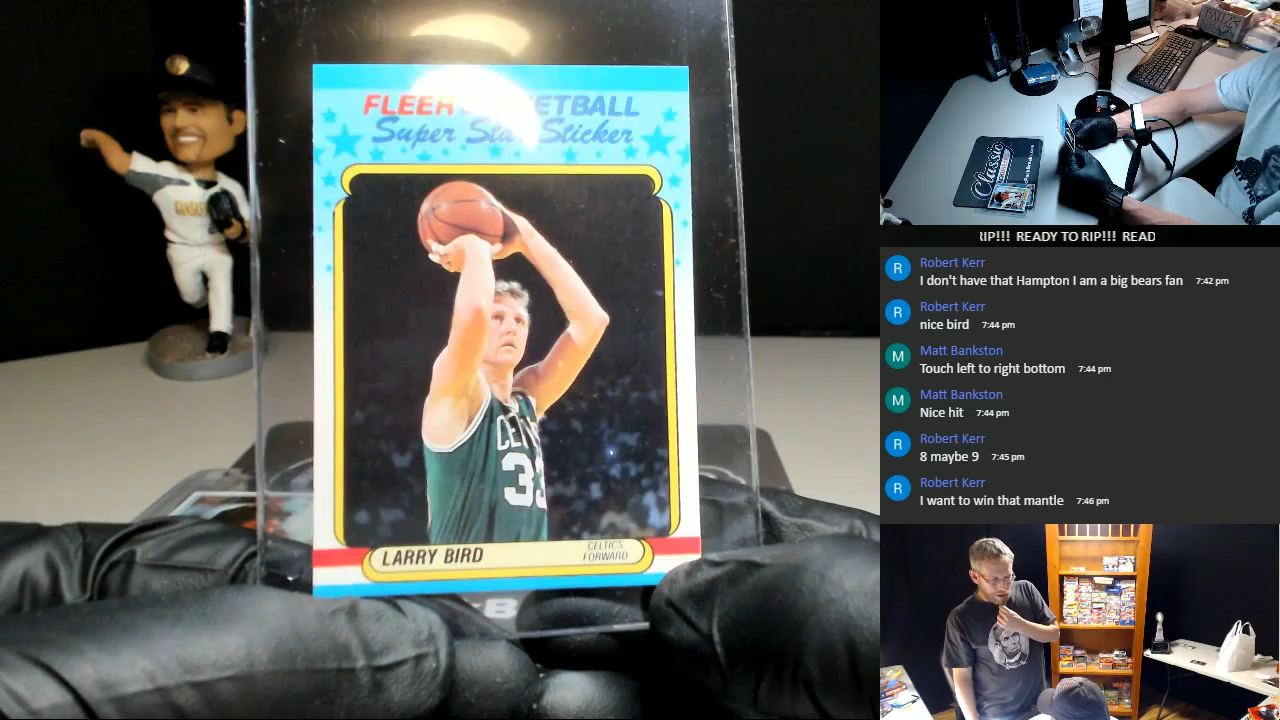 FLEER BASKETBALL
Super Star Sticker
KANSAS
CELTICS
33
LARRY BIRD
CELTICS
FORWARD
B
Classic
IP!!! READY TO RIP!!! READ
R
Robert Kerr
I don't have that Hampton I am a big bears fan 7:42 pm
R
Robert Kerr
nice bird 7:44 pm
M
Matt Bankston
Touch left to right bottom 7:44 pm
M
Matt Bankston
Nice hit 7:44 pm
R
Robert Kerr
8 maybe 9 7:45 pm
R
Robert Kerr
I want to win that mantle 7:46 pm